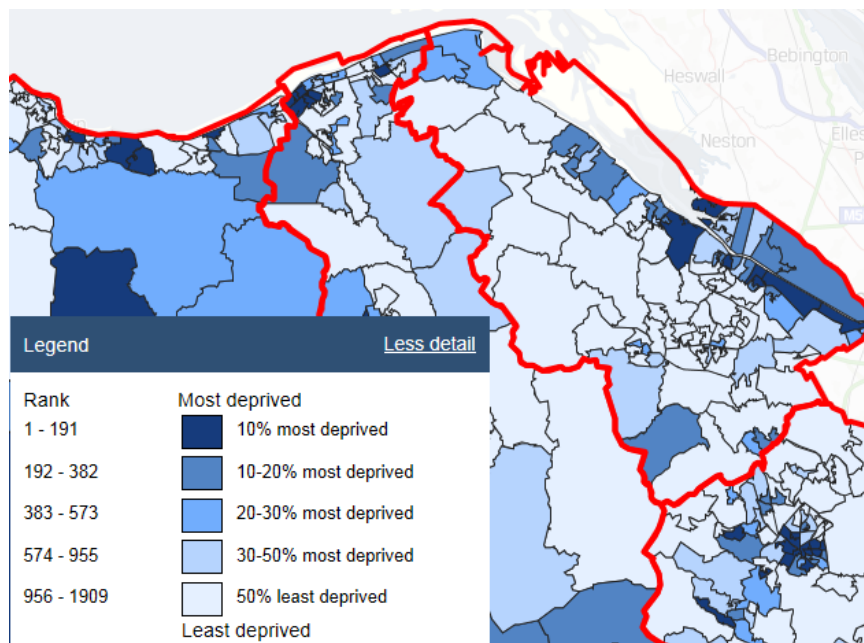 Heswall
Bebington
Neston
Elles
P
M5
Legend
Less detail
Rank
Most deprived
1 - 191
10% most deprived
192 - 382
10-20% most deprived
383 - 573
20-30% most deprived
574 - 955
30-50% most deprived
956 - 1909
50% least deprived
Least deprived